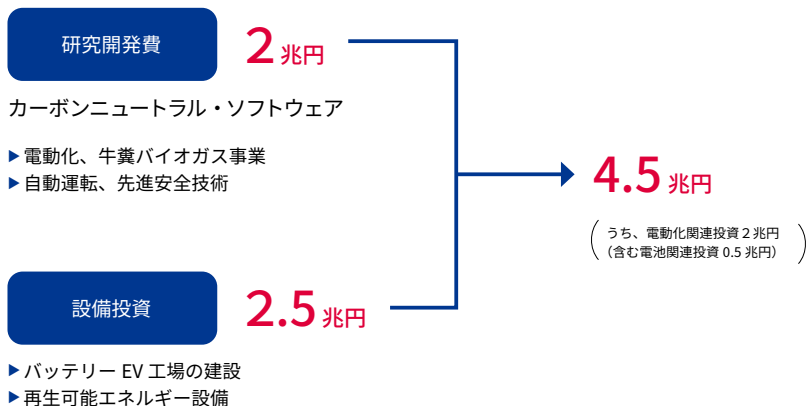 研究開発費
2 兆円
カーボンニュートラル・ソフトウェア
▶電動化、牛糞バイオガス事業
▶自動運転、先進安全技術
4.5 兆円
うち、電動化関連投資2兆円
(含む電池関連投資 0.5 兆円)
設備投資
2.5 兆円
▶バッテリー EV 工場の建設
▶再生可能エネルギー設備